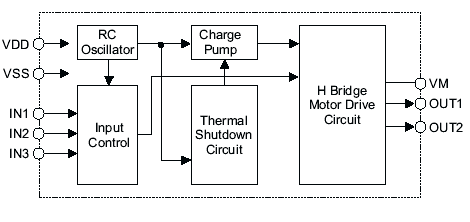 VDD
RC
Oscillator
Charge
Pump
VSS
H Bridge
Motor Drive
Circuit
VM
OUT1
OUT2
IN1
IN2
IN3
Input
Control
Thermal
Shutdown
Circuit